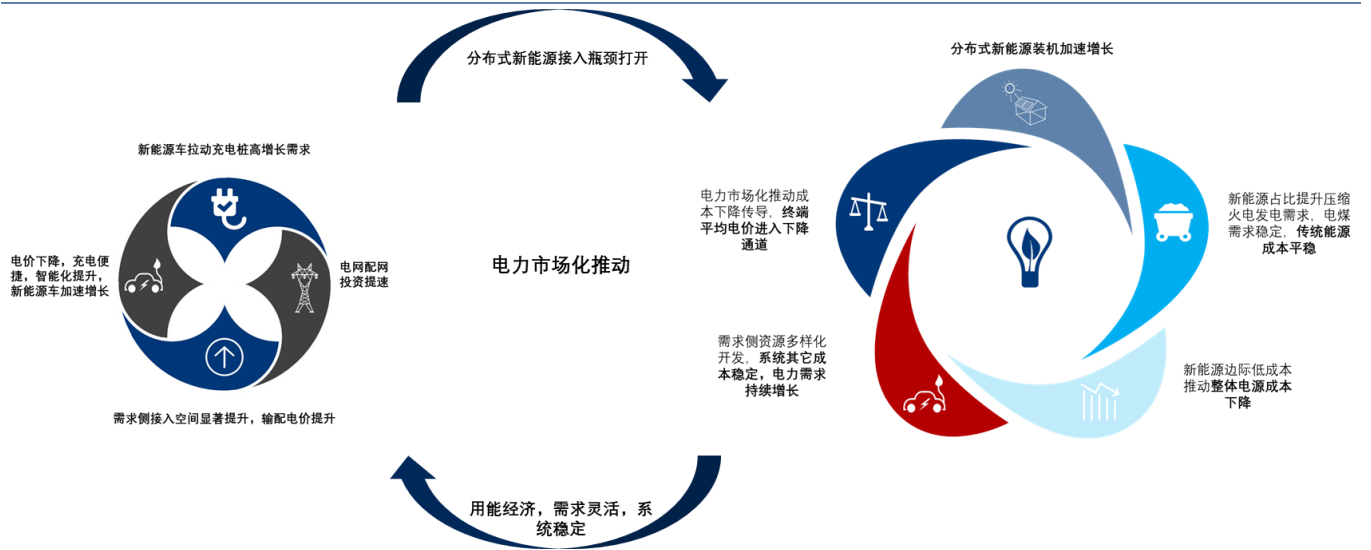 分布式新能源接入瓶颈打开
分布式新能源装机加速增长
新能源车拉动充电桩高增长需求
电价下降，充电便
捷，智能化提升，
新能源车加速增长
电网配网
投资提速
需求侧接入空间显著提升，输配电价提升
电力市场化推动
电力市场化推动成
本下降传导，终端
平均电价进入下降
通道
新能源占比提升压缩
火电发电需求，电煤
需求稳定，传统能源
成本平稳
需求侧资源多样化
开发，系统其它成
本稳定，电力需求
持续增长
新能源边际低成本
推动整体电源成本
下降
用能经济，需求灵活，系
统稳定